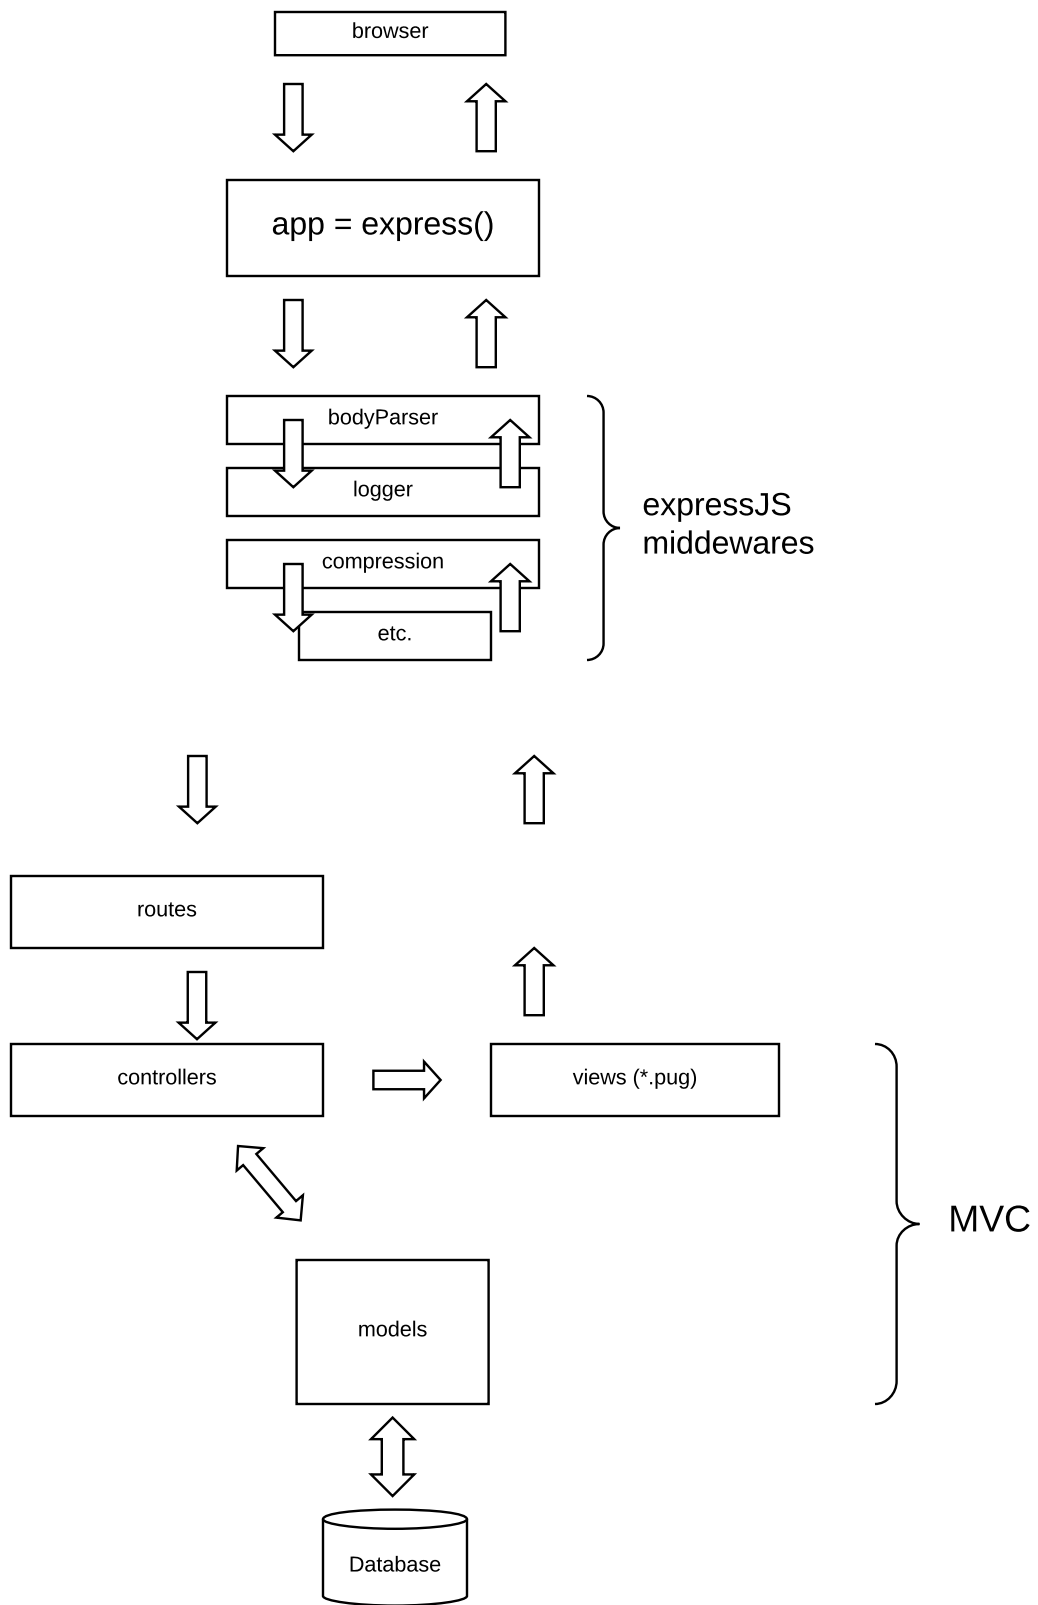 browser
app = express()
bodyParser
logger
expressJS
middewares
compression
etc.
routes
controllers
views (*.pug)
MVC
models
Database